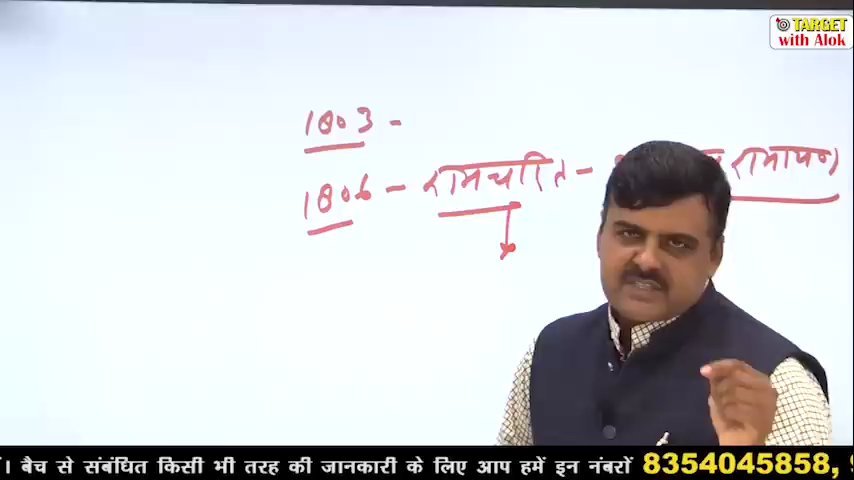 TARGET
with Alok
1803 -
1806 - रामचरित - रामायण
। बैच से संबंधित किसी भी तरह की जानकारी के लिए आप हमें इन नंबरों 8354045858,